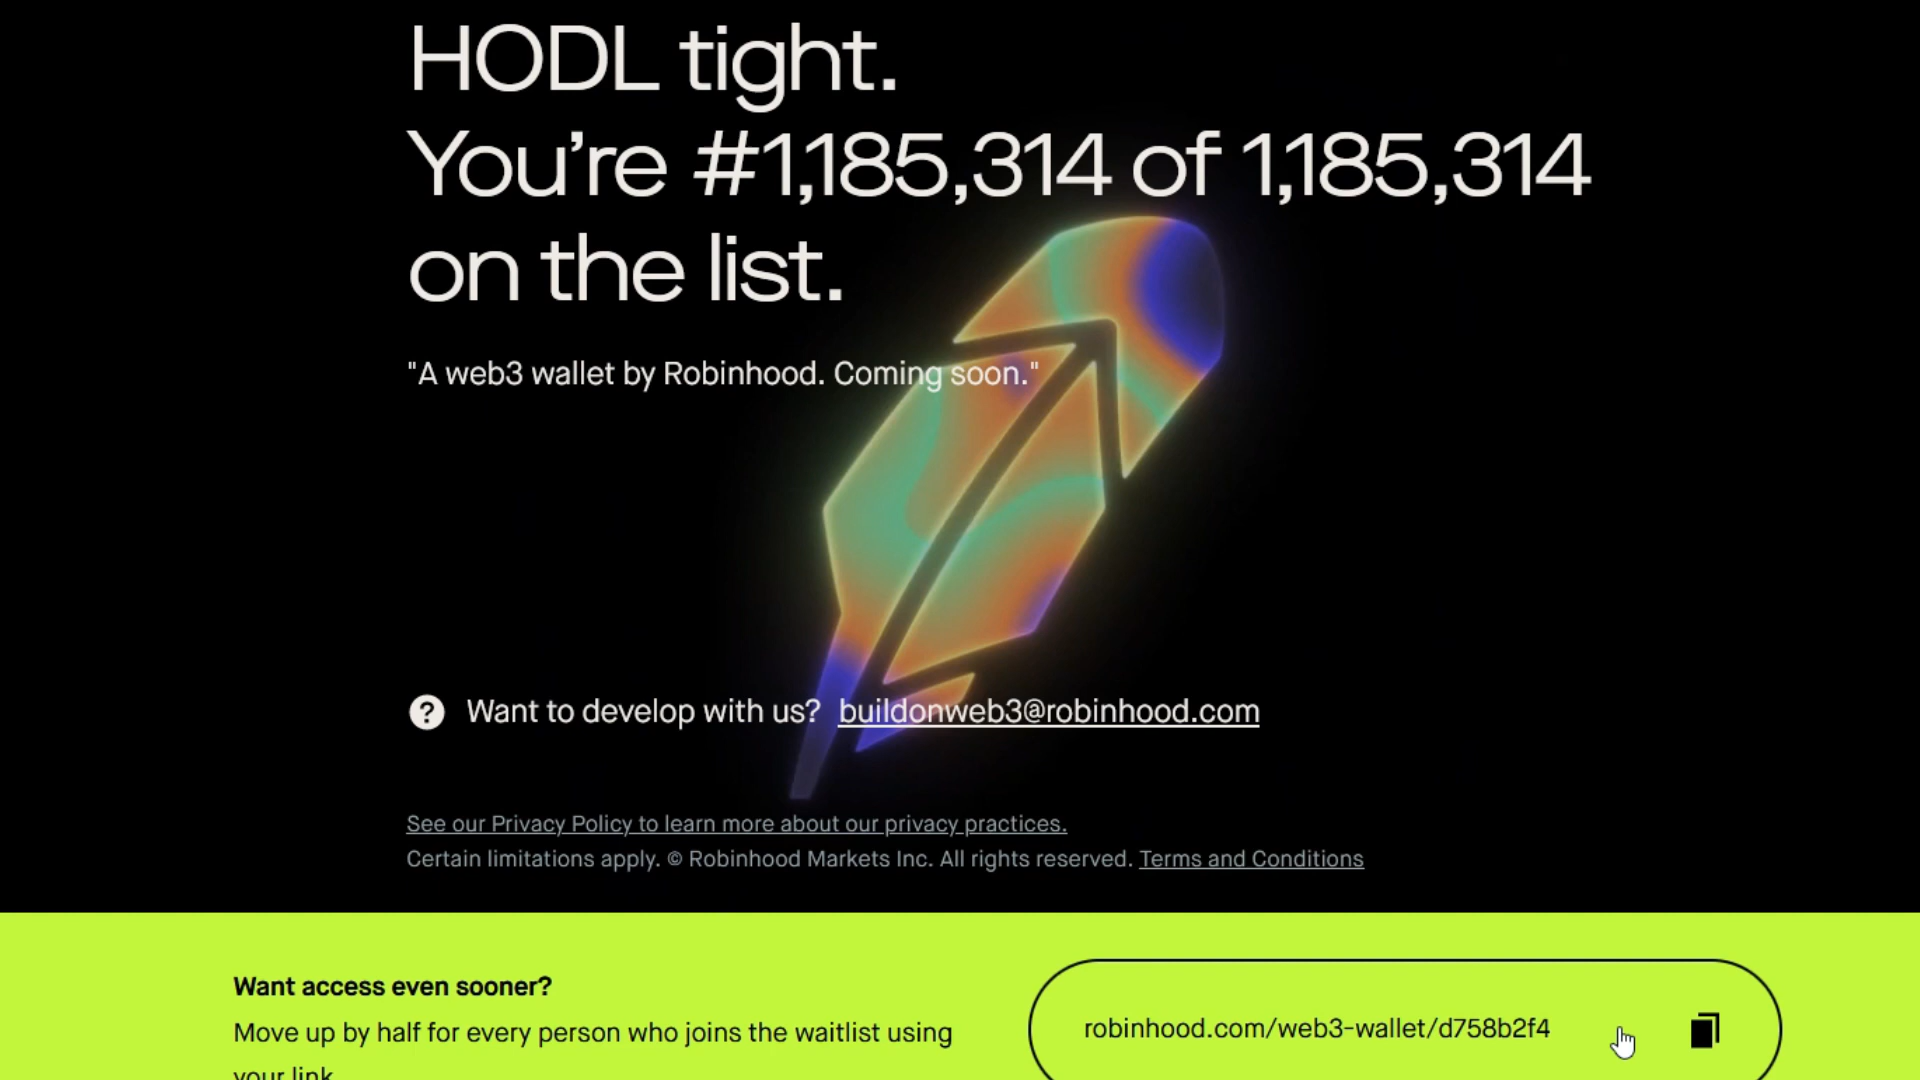 HODL tight.
You're #1,185,314 of 1,185,314
on the list.
"A web3 wallet by Robinhood. Coming soon."
? Want to develop with us? buildonweb3@robinhood.com
See our Privacy Policy to learn more about our privacy practices.
Certain limitations apply. © Robinhood Markets Inc. All rights reserved. Terms and Conditions
Want access even sooner?
Move up by half for every person who joins the waitlist using
your link
robinhood.com/web3-wallet/d758b2f4